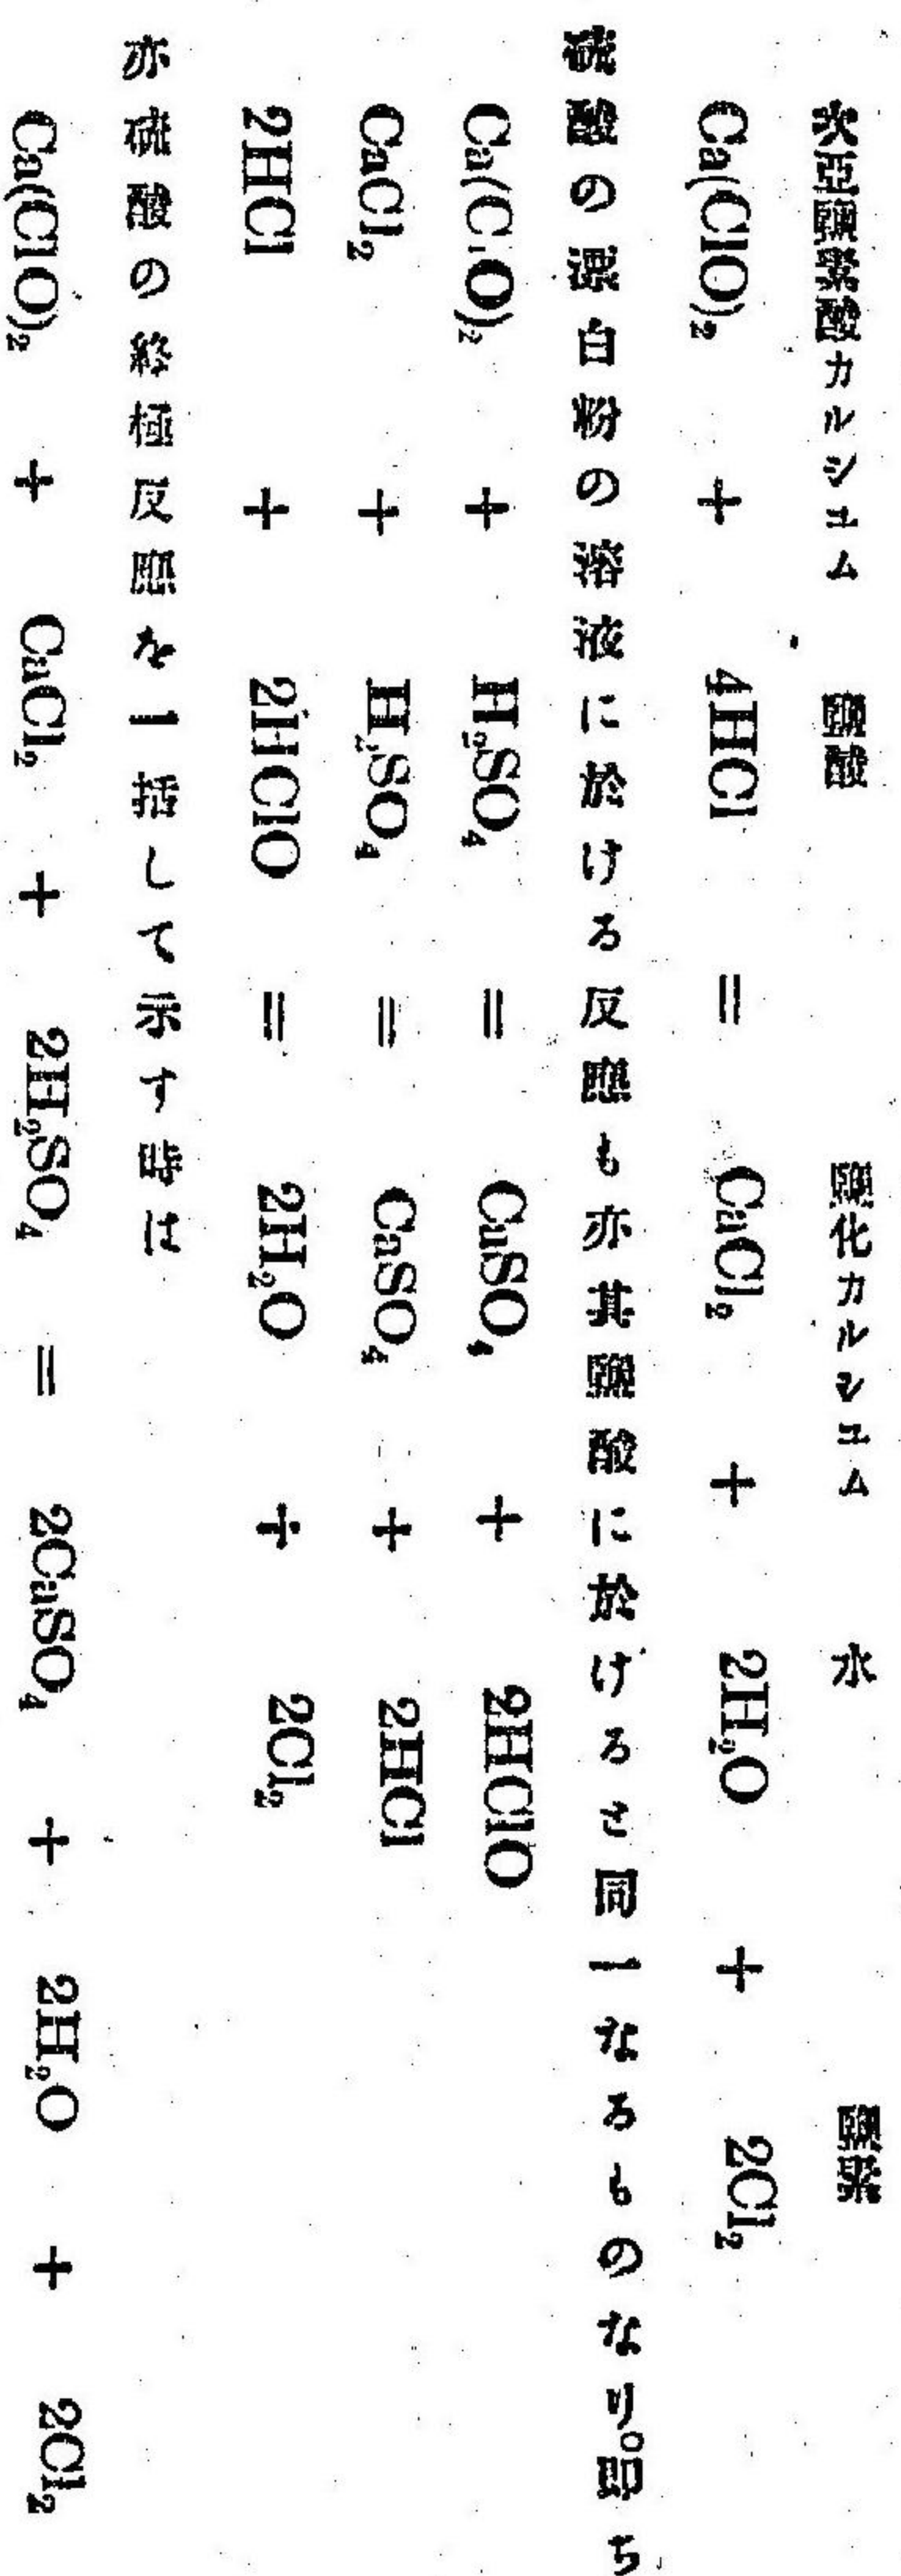 次亞鹽素酸カルシユム 鹽酸 鹽化カルシユム 水 鹽素
Ca(ClO)₂ + 4HCl = CaCl₂ + 2H₂O + 2Cl₂
硫酸の漂白粉の溶液に於ける反應も亦其鹽酸に於けるさ同一なるものなり。即ち
Ca(ClO)₂ + H₂SO₄ = CaSO₄ + 2HClO
CaCl₂ + H₂SO₄ = CaSO₄ + 2HCl
2HCl + 2HClO = 2H₂O + 2Cl₂
亦硫酸の終極反應を一括して示す時は
Ca(ClO)₂ + CaCl₂ + 2H₂SO₄ = 2CaSO₄ + 2H₂O + 2Cl₂